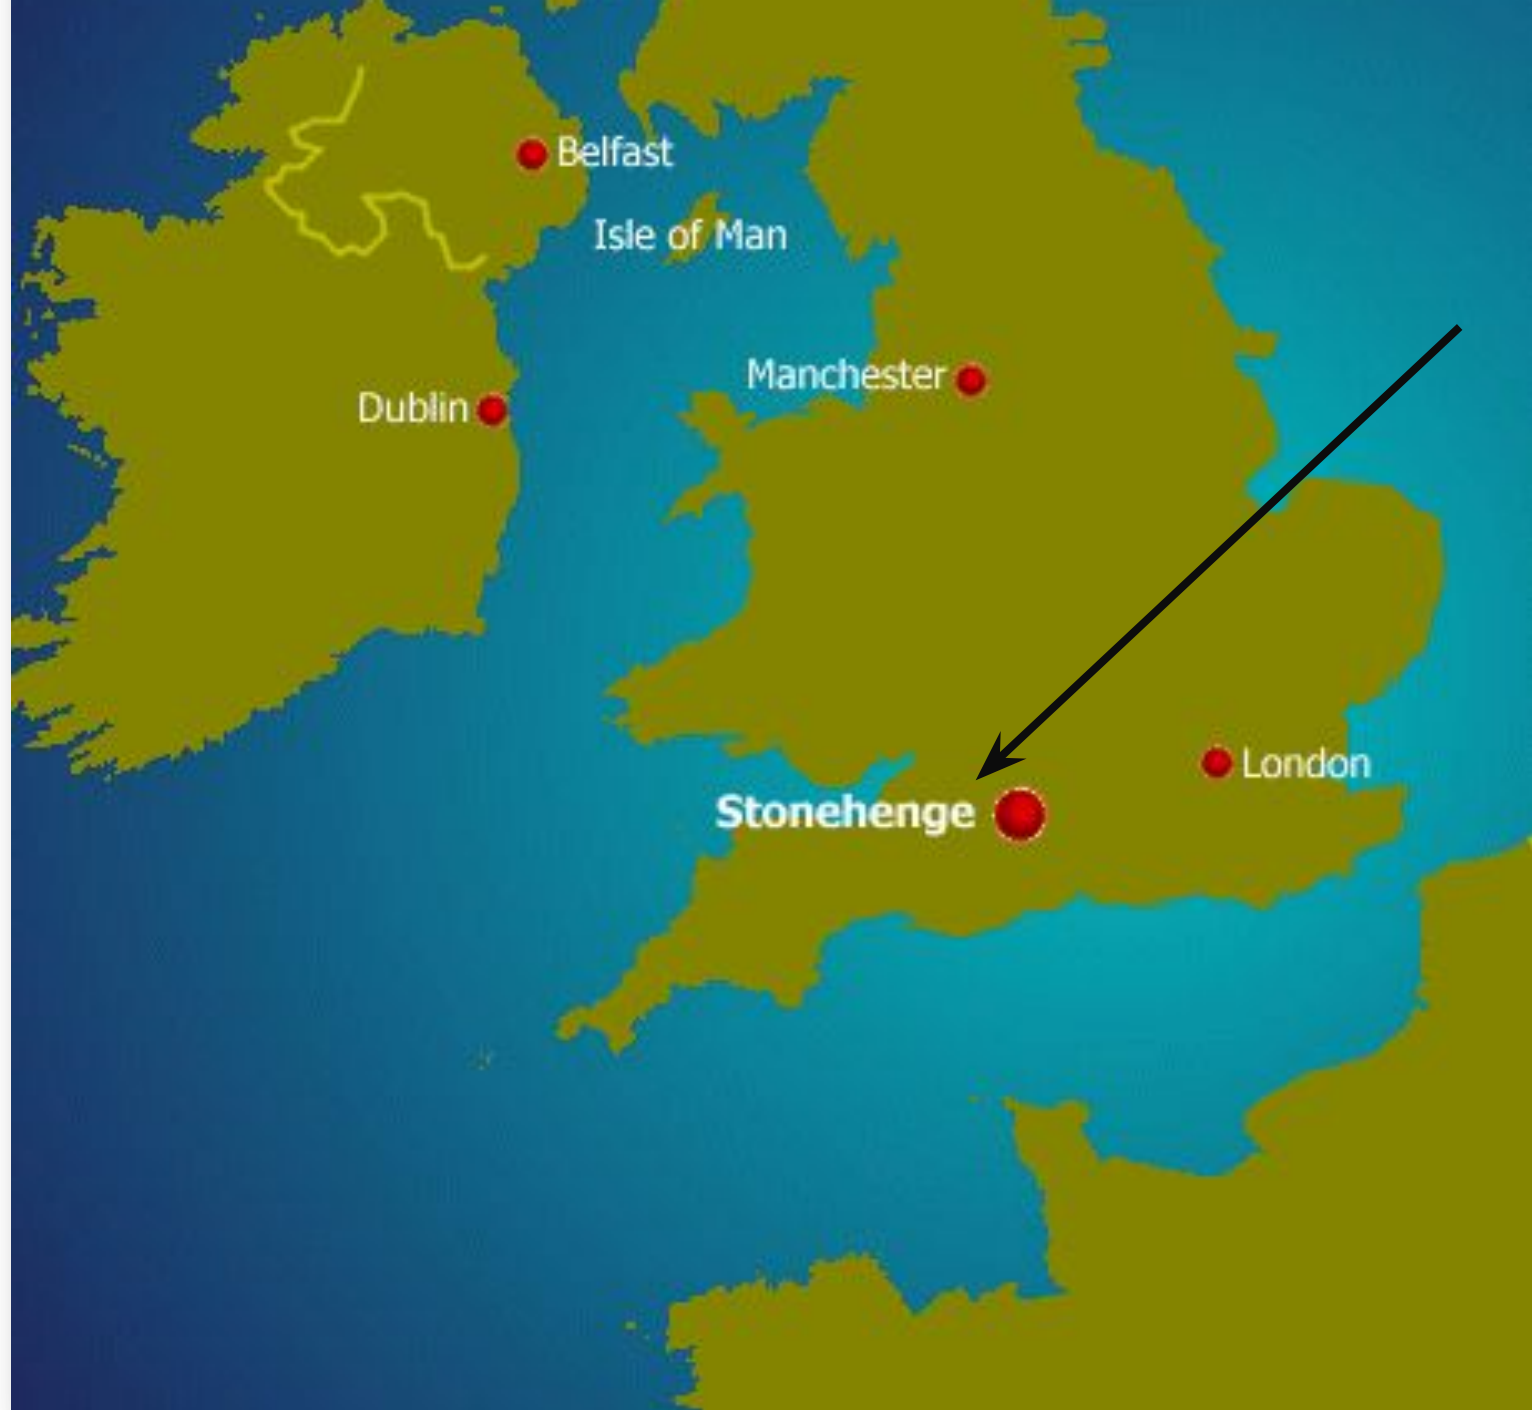 Belfast
Isle of Man
Manchester
Dublin
London
Stonehenge